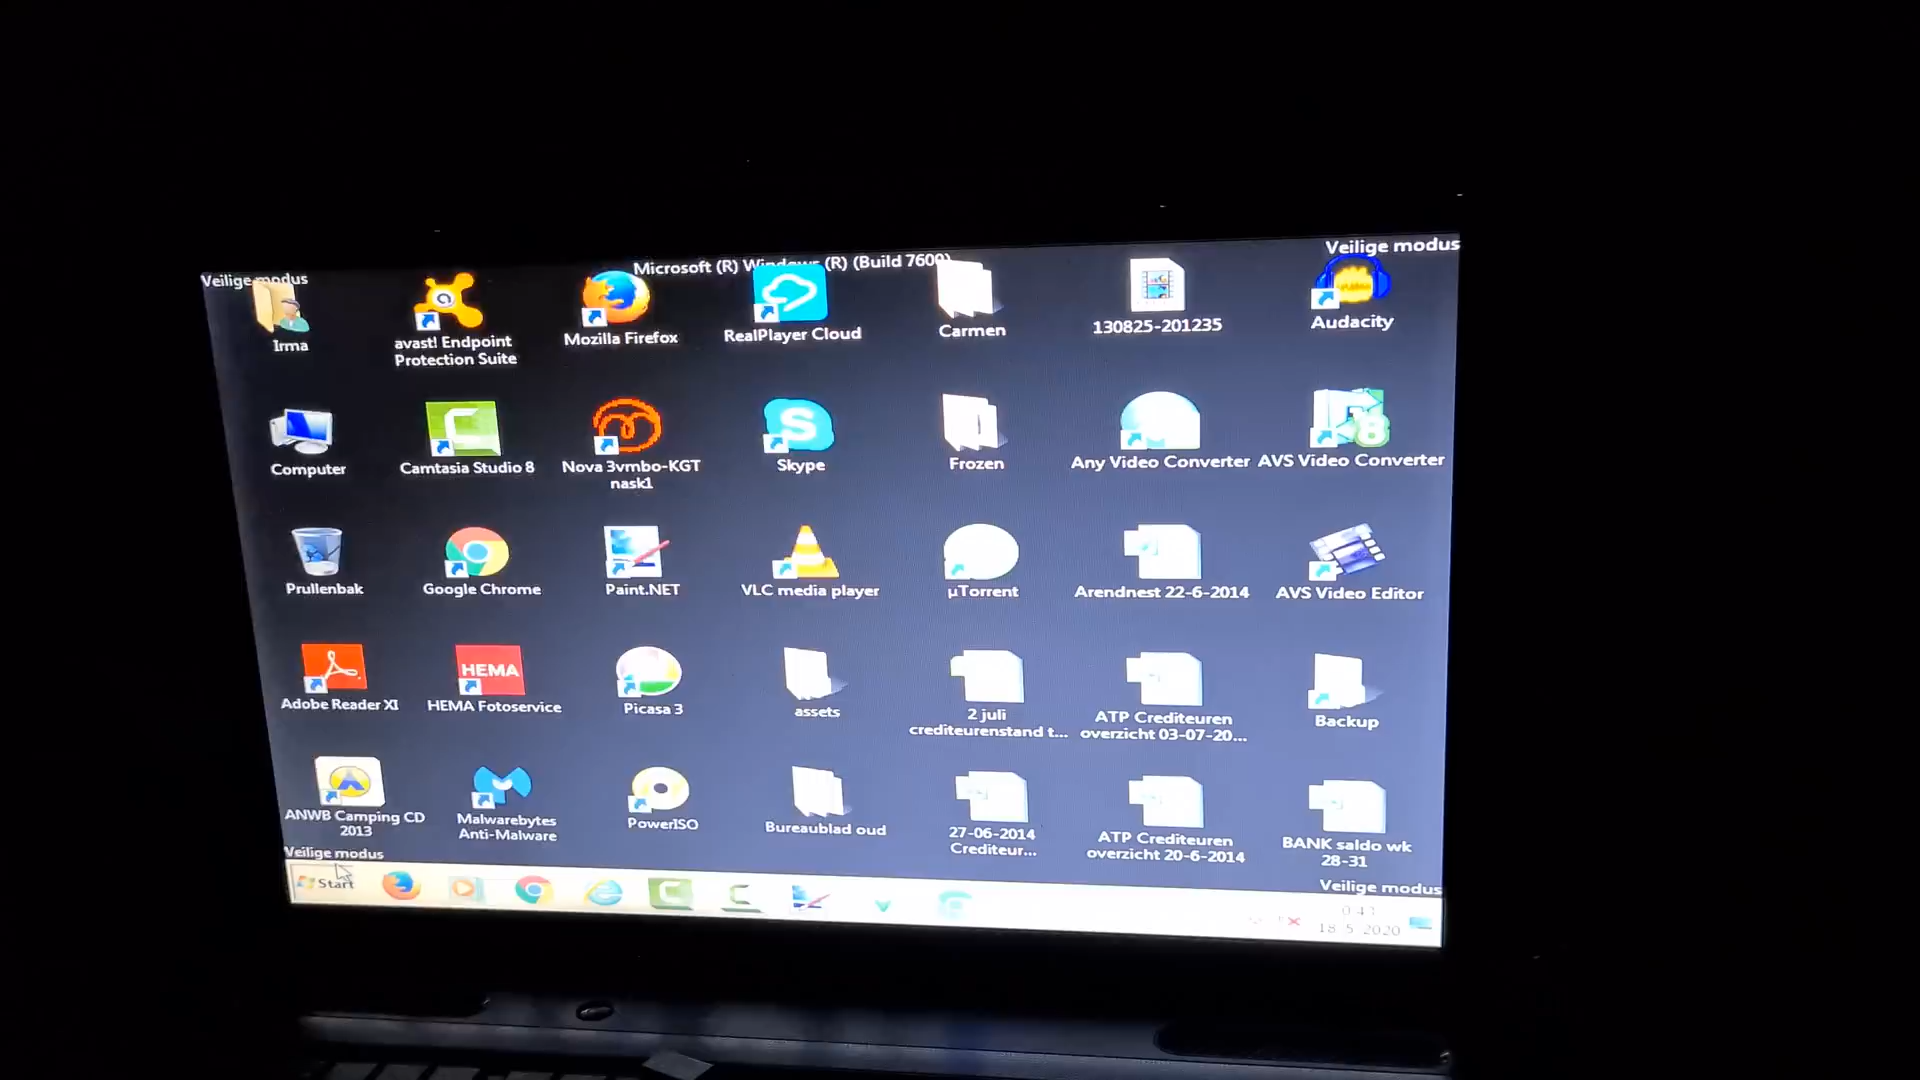 Veilige modus
Microsoft (R) Windows (R) (Build 7600)
Veilige modus
Irma
avast! Endpoint
Protection Suite
Mozilla Firefox
RealPlayer Cloud
Carmen
130825-201235
Audacity
Computer
Camtasia Studio 8
Nova 3vmbo-KGT
nask1
Skype
Frozen
Any Video Converter
AVS Video Converter
Prullenbak
Google Chrome
Paint.NET
VLC media player
µTorrent
Arendnest 22-6-2014
AVS Video Editor
Adobe Reader XI
HEMA
HEMA Fotoservice
Picasa 3
assets
2 juli
crediteurenstand t...
ATP Crediteuren
overzicht 03-07-20...
Backup
ANWB Camping CD
2013
Malwarebytes
Anti-Malware
PowerISO
Bureaublad oud
27-06-2014
Crediteur...
ATP Crediteuren
overzicht 20-6-2014
BANK saldo wk
28-31
Veilige modus
Veilige modus
Start
18-5-2020